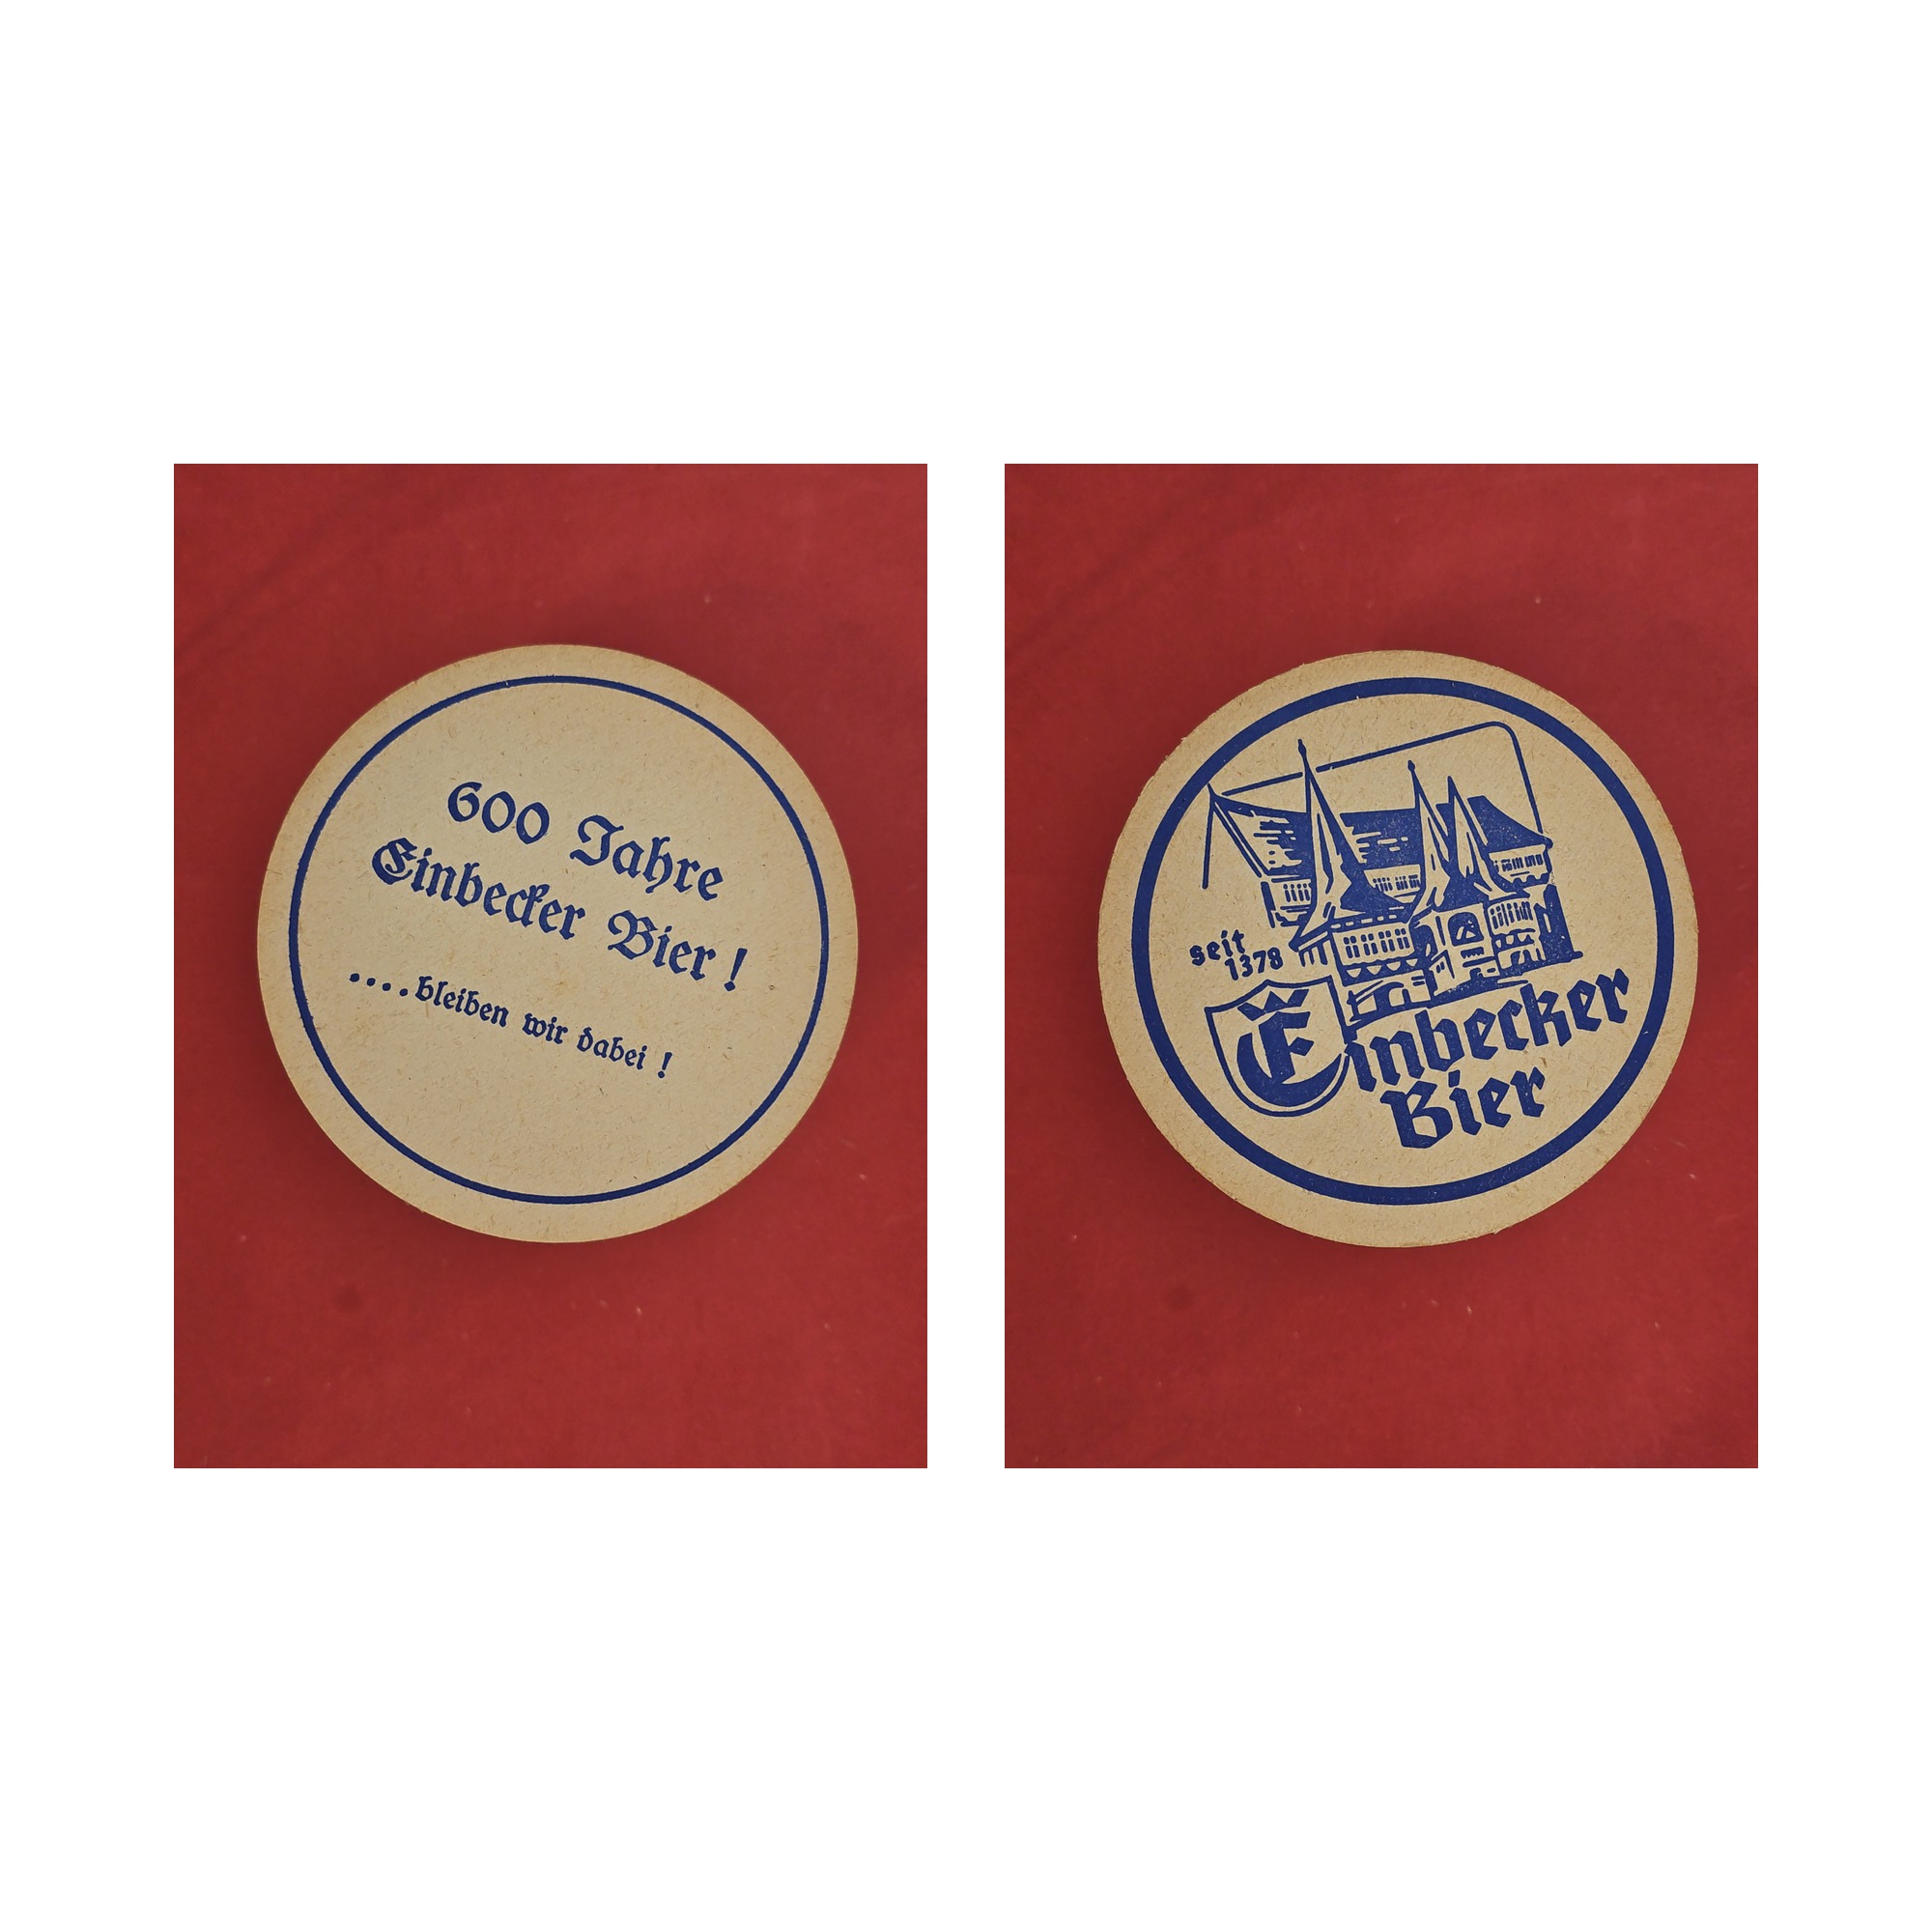 600 Jahre
Einbecker Bier!
....bleiben wir dabei!
seit
1378
Einbecker
Bier